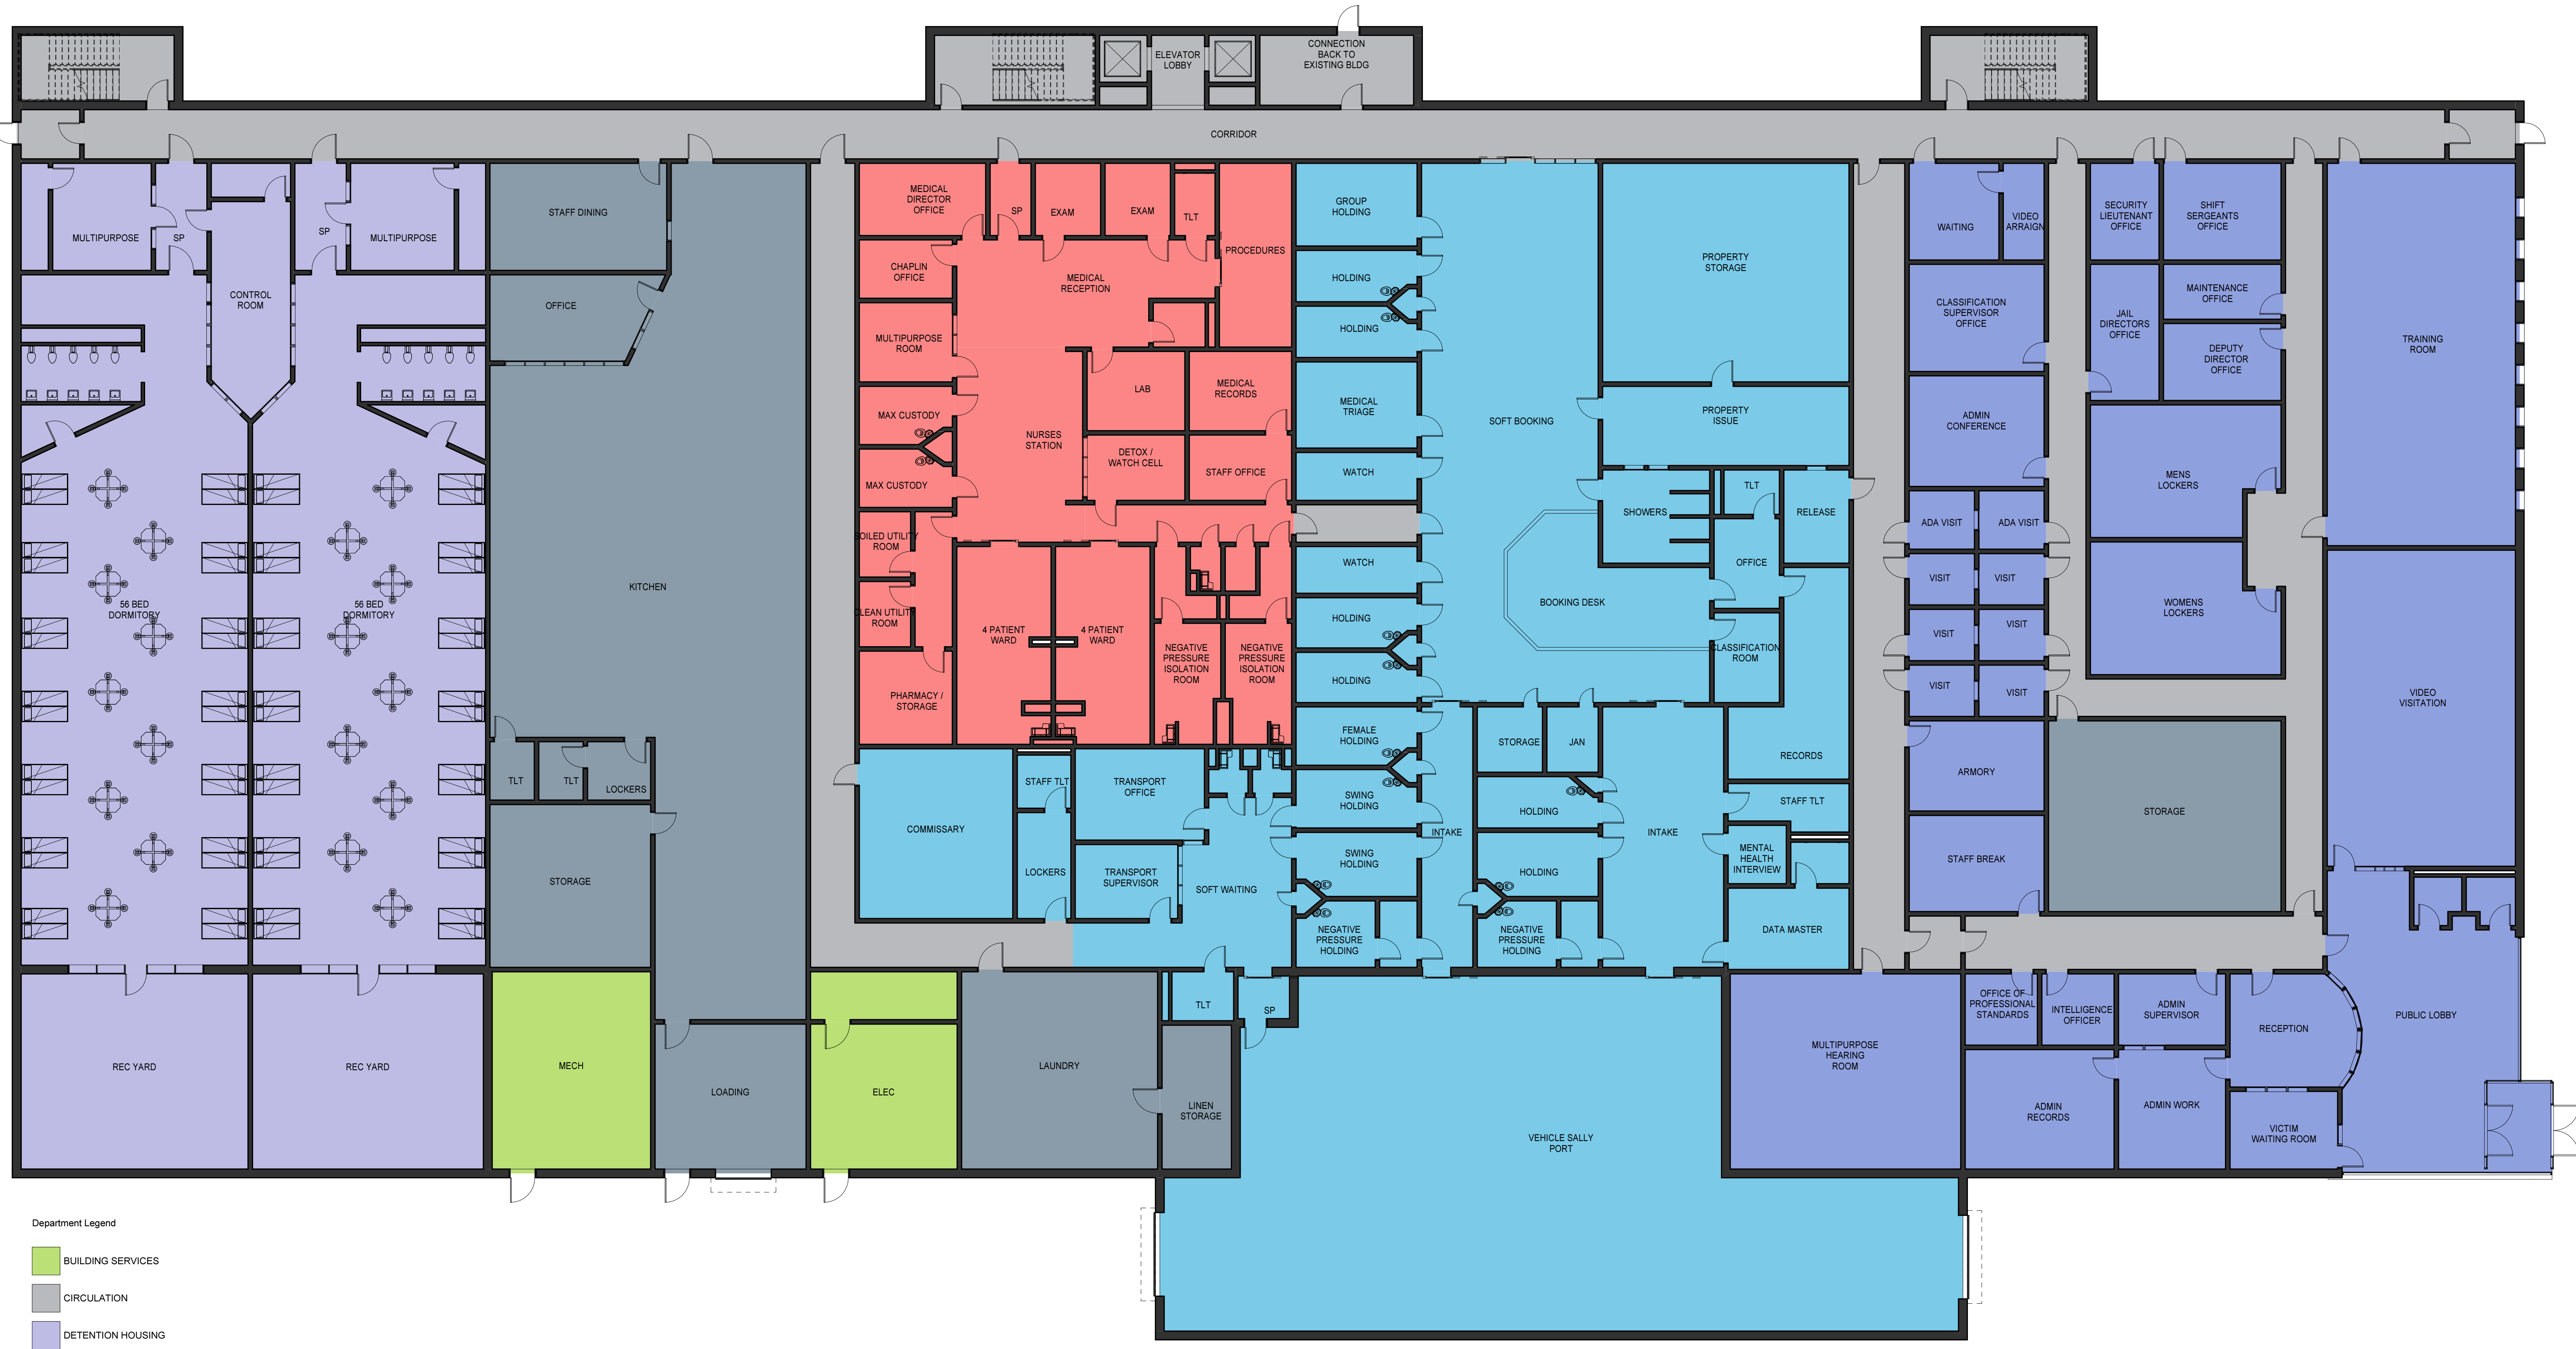 ELEVATOR
LOBBY
CONNECTION
BACK TO
EXISTING BLDG
CORRIDOR
MULTIPURPOSE
SP
CONTROL
ROOM
SP
MULTIPURPOSE
56 BED
DORMITORY
56 BED
DORMITORY
REC YARD
REC YARD
STAFF DINING
OFFICE
KITCHEN
TLT
TLT
LOCKERS
STORAGE
MECH
LOADING
ELEC
LAUNDRY
LINEN
STORAGE
MEDICAL
DIRECTOR
OFFICE
SP
EXAM
EXAM
TLT
PROCEDURES
CHAPLIN
OFFICE
MEDICAL
RECEPTION
MULTIPURPOSE
ROOM
LAB
MEDICAL
RECORDS
MAX CUSTODY
NURSES
STATION
DETOX /
WATCH CELL
STAFF OFFICE
MAX CUSTODY
SOILED UTILITY
ROOM
CLEAN UTILITY
ROOM
4 PATIENT
WARD
4 PATIENT
WARD
NEGATIVE
PRESSURE
ISOLATION
ROOM
NEGATIVE
PRESSURE
ISOLATION
ROOM
PHARMACY /
STORAGE
COMMISSARY
STAFF TLT
LOCKERS
TRANSPORT
OFFICE
TRANSPORT
SUPERVISOR
SOFT WAITING
TLT
SP
GROUP
HOLDING
HOLDING
HOLDING
MEDICAL
TRIAGE
WATCH
WATCH
HOLDING
HOLDING
FEMALE
HOLDING
SWING
HOLDING
SWING
HOLDING
NEGATIVE
PRESSURE
HOLDING
SOFT BOOKING
BOOKING DESK
PROPERTY
STORAGE
PROPERTY
ISSUE
SHOWERS
TLT
RELEASE
OFFICE
CLASSIFICATION
ROOM
STORAGE
JAN
RECORDS
HOLDING
STAFF TLT
INTAKE
INTAKE
HOLDING
MENTAL
HEALTH
INTERVIEW
NEGATIVE
PRESSURE
HOLDING
DATA MASTER
VEHICLE SALLY
PORT
WAITING
VIDEO
ARRAIGN
CLASSIFICATION
SUPERVISOR
OFFICE
ADMIN
CONFERENCE
ADA VISIT
ADA VISIT
VISIT
VISIT
VISIT
VISIT
VISIT
VISIT
ARMORY
STAFF BREAK
SECURITY
LIEUTENANT
OFFICE
SHIFT
SERGEANTS
OFFICE
JAIL
DIRECTORS
OFFICE
MAINTENANCE
OFFICE
DEPUTY
DIRECTOR
OFFICE
MENS
LOCKERS
WOMENS
LOCKERS
STORAGE
TRAINING
ROOM
VIDEO
VISITATION
MULTIPURPOSE
HEARING
ROOM
OFFICE OF
PROFESSIONAL
STANDARDS
INTELLIGENCE
OFFICER
ADMIN
SUPERVISOR
RECEPTION
PUBLIC LOBBY
ADMIN
RECORDS
ADMIN WORK
VICTIM
WAITING ROOM
Department Legend
BUILDING SERVICES
CIRCULATION
DETENTION HOUSING